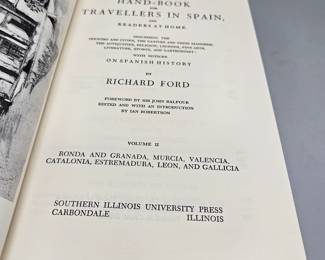 HAND-BOOK
FOR
TRAVELLERS IN SPAIN,
AND
READERS AT HOME.
DESCRIBING THE
COUNTRY AND CITIES, THE NATIVES AND THEIR MANNERS;
THE ANTIQUITIES, RELIGION, LEGENDS, FINE ARTS,
LITERATURE, SPORTS, AND GASTRONOMY:
WITH NOTICES
ON SPANISH HISTORY
BY
RICHARD FORD
FOREWORD BY SIR JOHN BALFOUR
EDITED AND WITH AN INTRODUCTION
BY IAN ROBERTSON
VOLUME II
RONDA AND GRANADA, MURCIA, VALENCIA,
CATALONIA, ESTREMADURA, LEON, AND GALLICIA
SOUTHERN ILLINOIS UNIVERSITY PRESS
CARBONDALE ILLINOIS